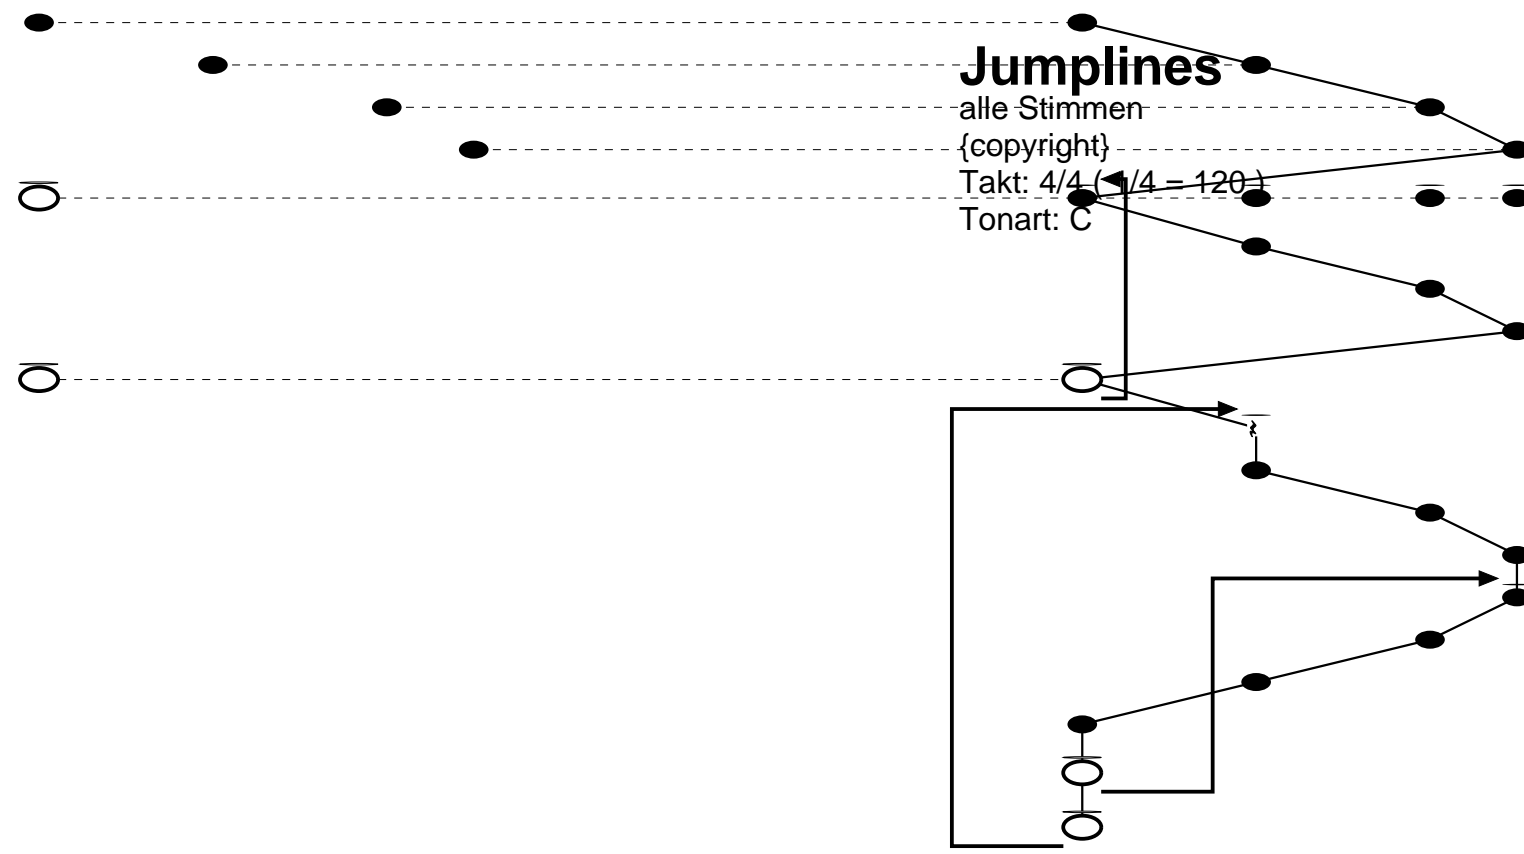 Jumplines
alle Stimmen
{copyright}
Takt: 4/4 ( 1/4 = 120 )
Tonart: C